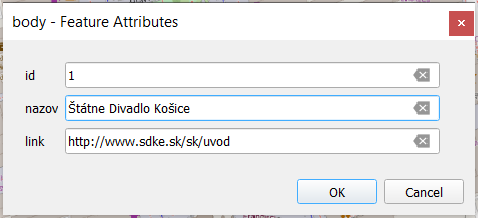 body - Feature Attributes
id 1
nazov Štátne Divadlo Košice
link http://www.sdke.sk/sk/uvod
OK Cancel